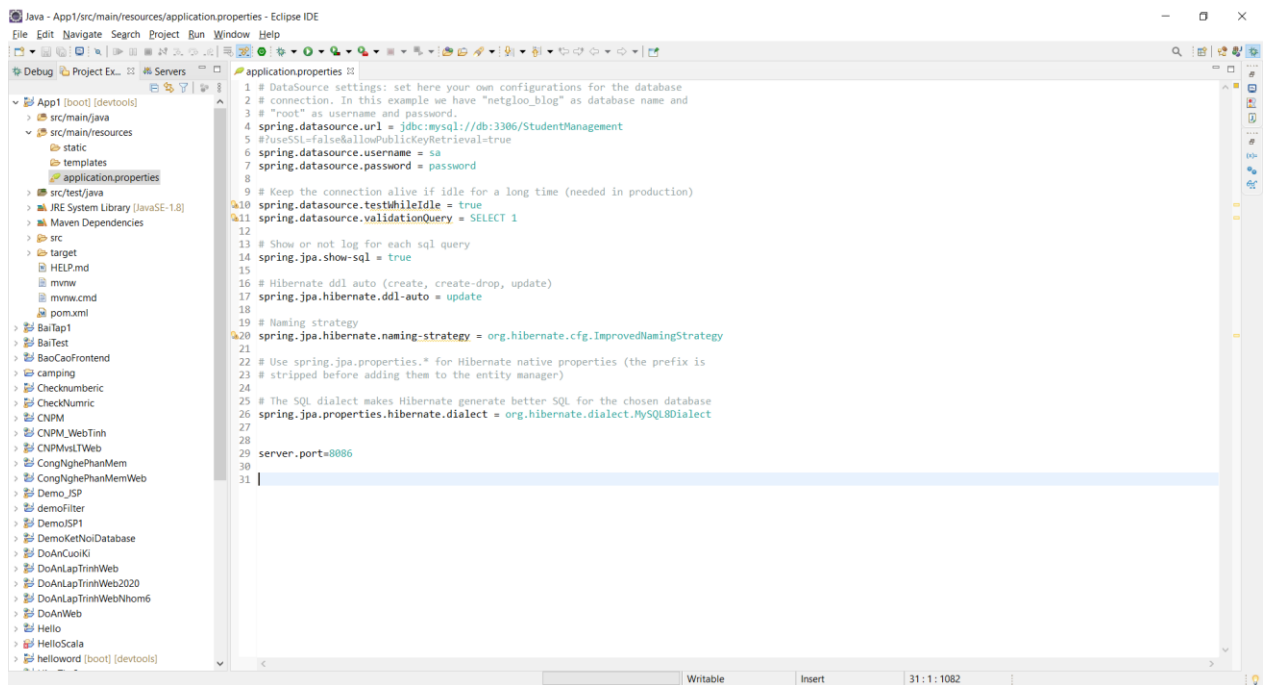 Java - App1/src/main/resources/application.properties - Eclipse IDE
File Edit Navigate Search Project Run Window Help
Debug Project Ex... Servers
App1 [boot] [devtools]
src/main/java
src/main/resources
static
templates
application.properties
src/test/java
JRE System Library [JavaSE-1.8]
Maven Dependencies
src
target
HELP.md
mvnw
mvnw.cmd
pom.xml
BaiTap1
BaiTest
BaoCaoFrontend
camping
Checknumberic
CheckNumric
CNPM
CNPM_WebTinh
CNPMvsLTWeb
CongNghePhanMem
CongNghePhanMemWeb
Demo_JSP
demoFilter
DemoJSP1
DemoKetNoiDatabase
DoAnCuoiKi
DoAnLapTrinhWeb
DoAnLapTrinhWeb2020
DoAnLapTrinhWebNhom6
DoAnWeb
Hello
HelloScala
helloword [boot] [devtools]
application.properties
1 # DataSource settings: set here your own configurations for the database
2 # connection. In this example we have "netgloo_blog" as database name and
3 # "root" as username and password.
4 spring.datasource.url = jdbc:mysql://db:3306/StudentManagement
5 #?useSSL=false&allowPublicKeyRetrieval=true
6 spring.datasource.username = sa
7 spring.datasource.password = password
8
9 # Keep the connection alive if idle for a long time (needed in production)
10 spring.datasource.testWhileIdle = true
11 spring.datasource.validationQuery = SELECT 1
12
13 # Show or not log for each sql query
14 spring.jpa.show-sql = true
15
16 # Hibernate ddl auto (create, create-drop, update)
17 spring.jpa.hibernate.ddl-auto = update
18
19 # Naming strategy
20 spring.jpa.hibernate.naming-strategy = org.hibernate.cfg.ImprovedNamingStrategy
21
22 # Use spring.jpa.properties.* for Hibernate native properties (the prefix is
23 # stripped before adding them to the entity manager)
24
25 # The SQL dialect makes Hibernate generate better SQL for the chosen database
26 spring.jpa.properties.hibernate.dialect = org.hibernate.dialect.MySQL8Dialect
27
28
29 server.port=8086
30
31
Writable Insert 31 : 1 : 1082